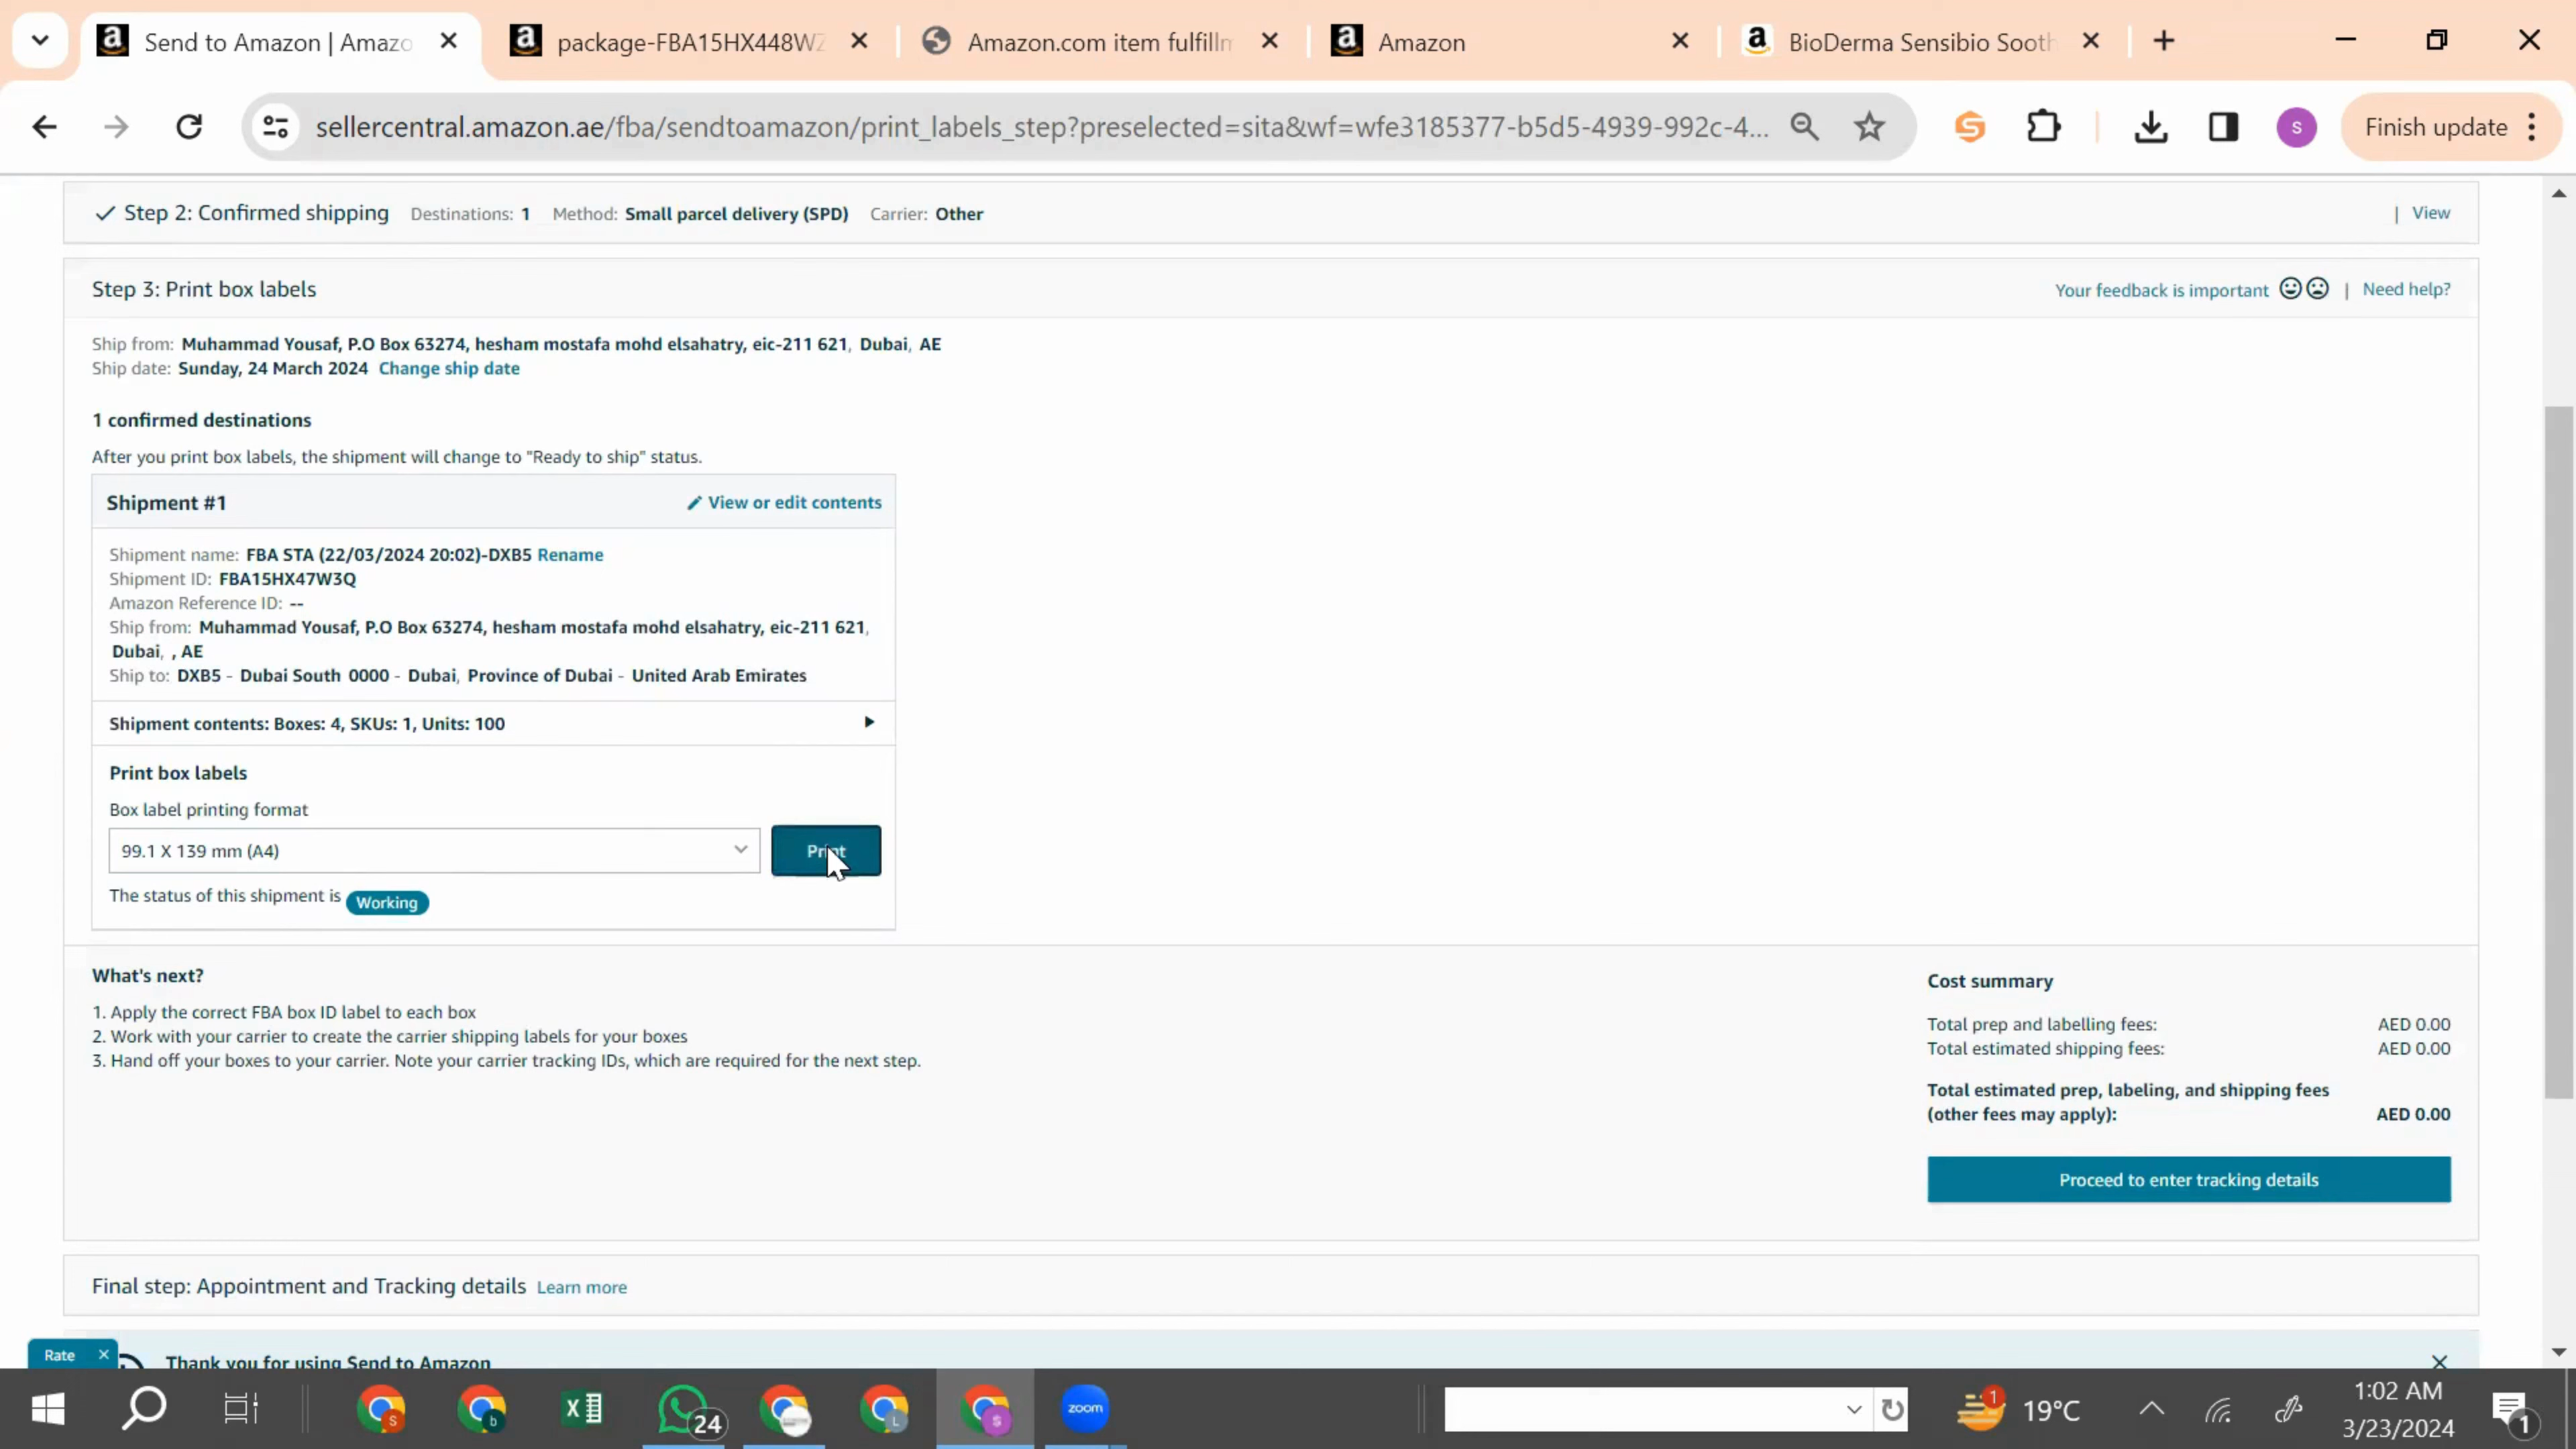 Send to Amazon | Amazo
package-FBA15HX448WZ
Amazon.com item fulfillm
Amazon
BioDerma Sensibio Sooth
sellercentral.amazon.ae/fba/sendtoamazon/print_labels_step?preselected=sita&wf=wfe3185377-b5d5-4939-992c-4...
S
Finish update
Step 2: Confirmed shipping Destinations: 1 Method: Small parcel delivery (SPD) Carrier: Other
| View
Step 3: Print box labels
Your feedback is important | Need help?
Ship from: Muhammad Yousaf, P.O Box 63274, hesham mostafa mohd elsahatry, eic-211 621, Dubai, AE
Ship date: Sunday, 24 March 2024 Change ship date
1 confirmed destinations
After you print box labels, the shipment will change to "Ready to ship" status.
Shipment #1
View or edit contents
Shipment name: FBA STA (22/03/2024 20:02)-DXB5 Rename
Shipment ID: FBA15HX47W3Q
Amazon Reference ID: --
Ship from: Muhammad Yousaf, P.O Box 63274, hesham mostafa mohd elsahatry, eic-211 621,
Dubai, , AE
Ship to: DXB5 - Dubai South 0000 - Dubai, Province of Dubai - United Arab Emirates
Shipment contents: Boxes: 4, SKUs: 1, Units: 100
Print box labels
Box label printing format
99.1 X 139 mm (A4)
Print
The status of this shipment is Working
What's next?
1. Apply the correct FBA box ID label to each box
2. Work with your carrier to create the carrier shipping labels for your boxes
3. Hand off your boxes to your carrier. Note your carrier tracking IDs, which are required for the next step.
Cost summary
Total prep and labelling fees: AED 0.00
Total estimated shipping fees: AED 0.00
Total estimated prep, labeling, and shipping fees
(other fees may apply): AED 0.00
Proceed to enter tracking details
Final step: Appointment and Tracking details Learn more
Rate
Thank you for using Send to Amazon
S
b
24
L
S
zoom
1
19°C
1:02 AM
3/23/2024
1